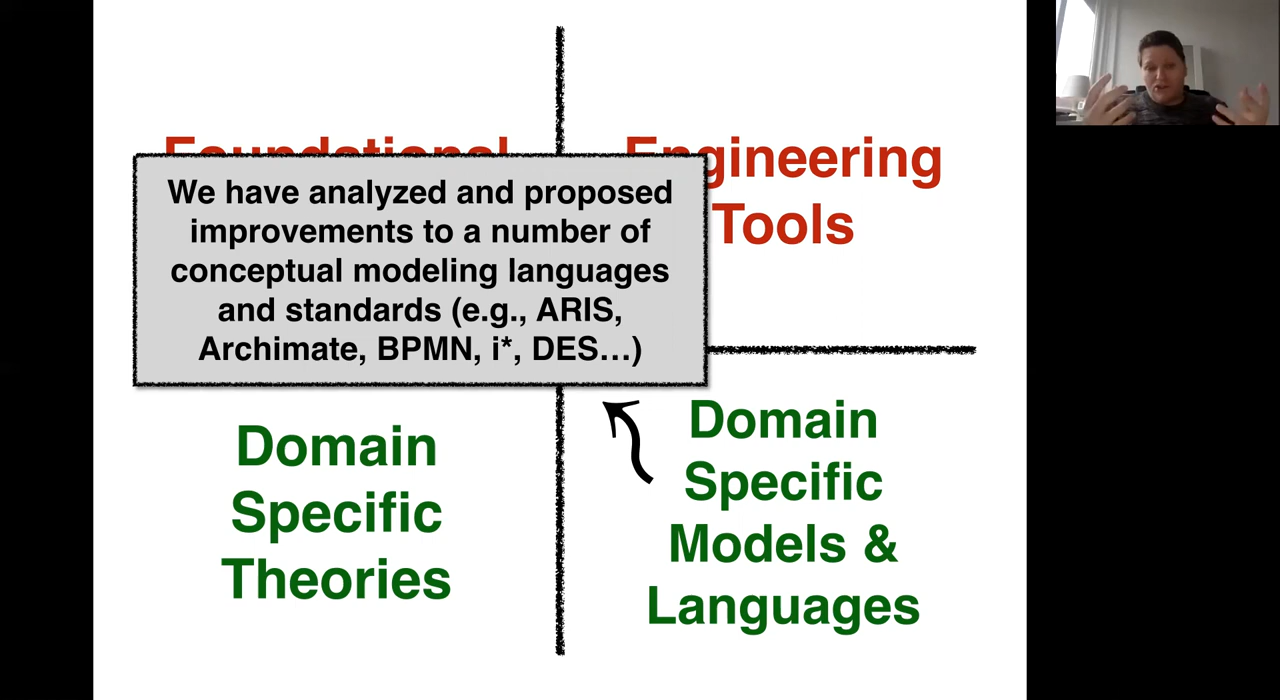 Foundational
Engineering
Tools
We have analyzed and proposed
improvements to a number of
conceptual modeling languages
and standards (e.g., ARIS,
Archimate, BPMN, i*, DES…)
Domain
Specific
Theories
Domain
Specific
Models &
Languages